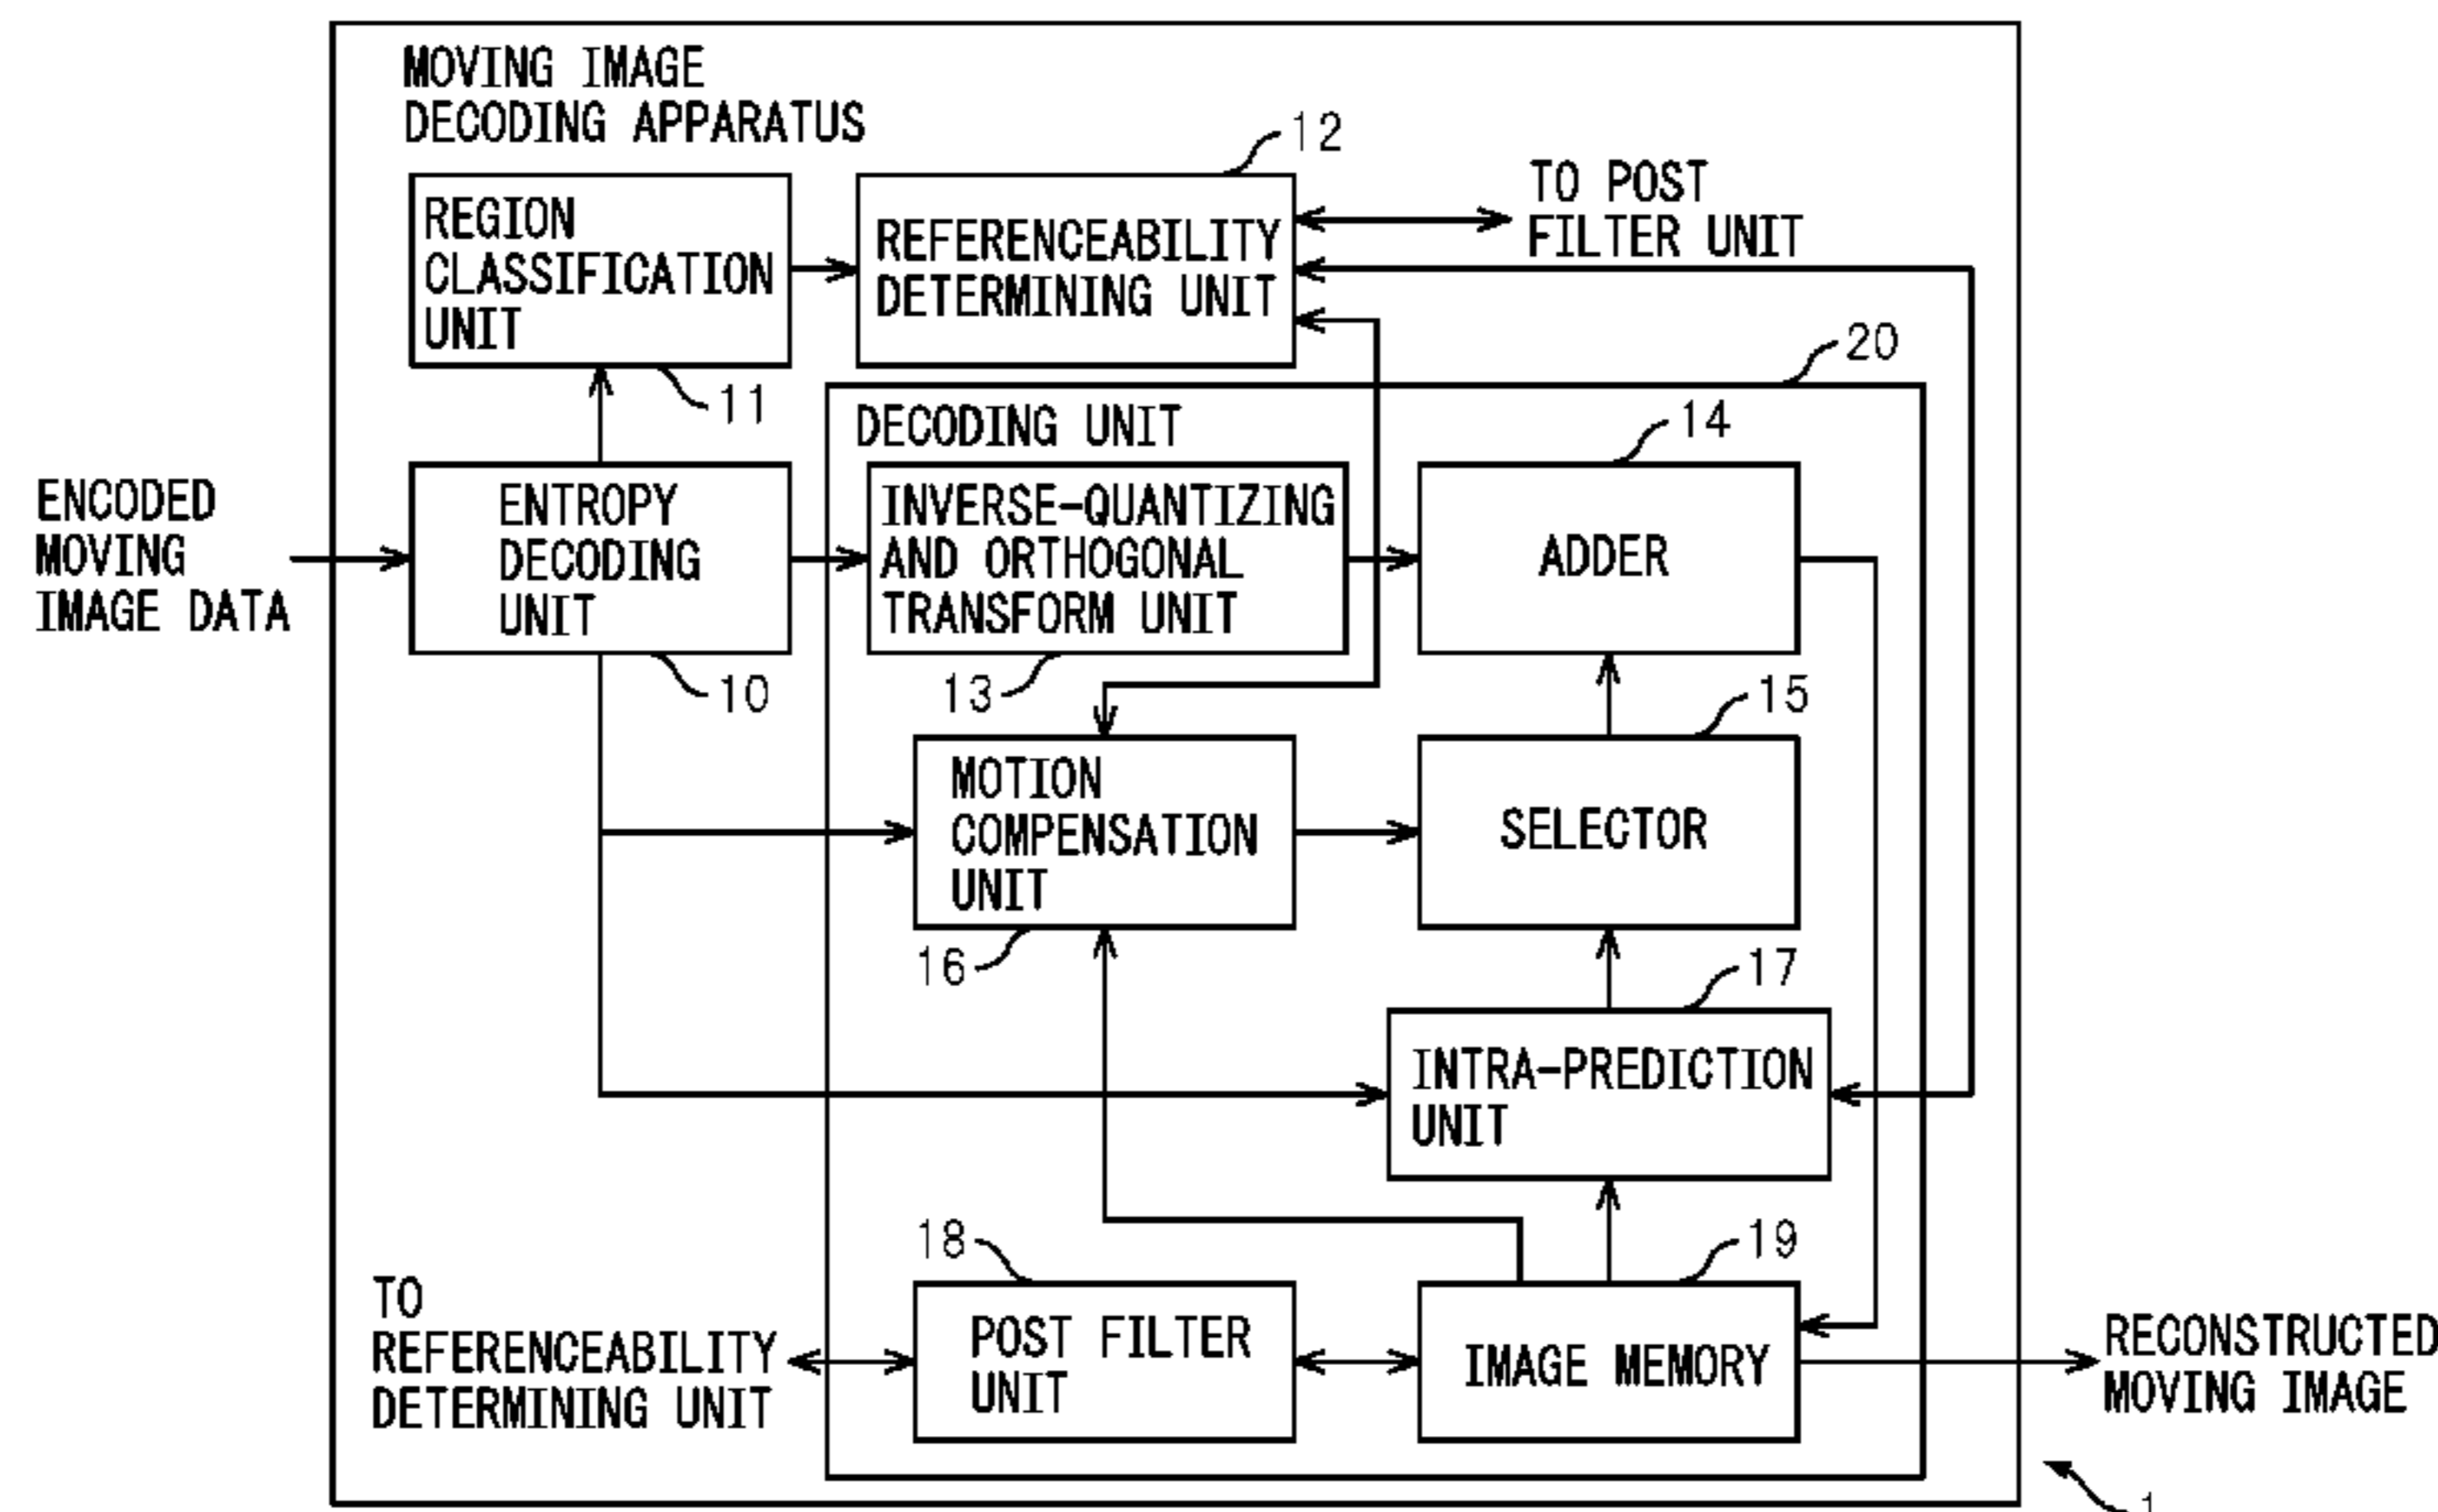 MOVING IMAGE
DECODING APPARATUS
12
TO POST
FILTER UNIT
REGION
CLASSIFICATION
UNIT
REFERENCEABILITY
DETERMINING UNIT
11
20
DECODING UNIT
14
ENCODED
MOVING
IMAGE DATA
ENTROPY
DECODING
UNIT
INVERSE-QUANTIZING
AND ORTHOGONAL
TRANSFORM UNIT
ADDER
10
13
15
MOTION
COMPENSATION
UNIT
SELECTOR
16
17
INTRA-PREDICTION
UNIT
18
19
TO
REFERENCEABILITY
DETERMINING UNIT
POST FILTER
UNIT
IMAGE MEMORY
RECONSTRUCTED
MOVING IMAGE
1